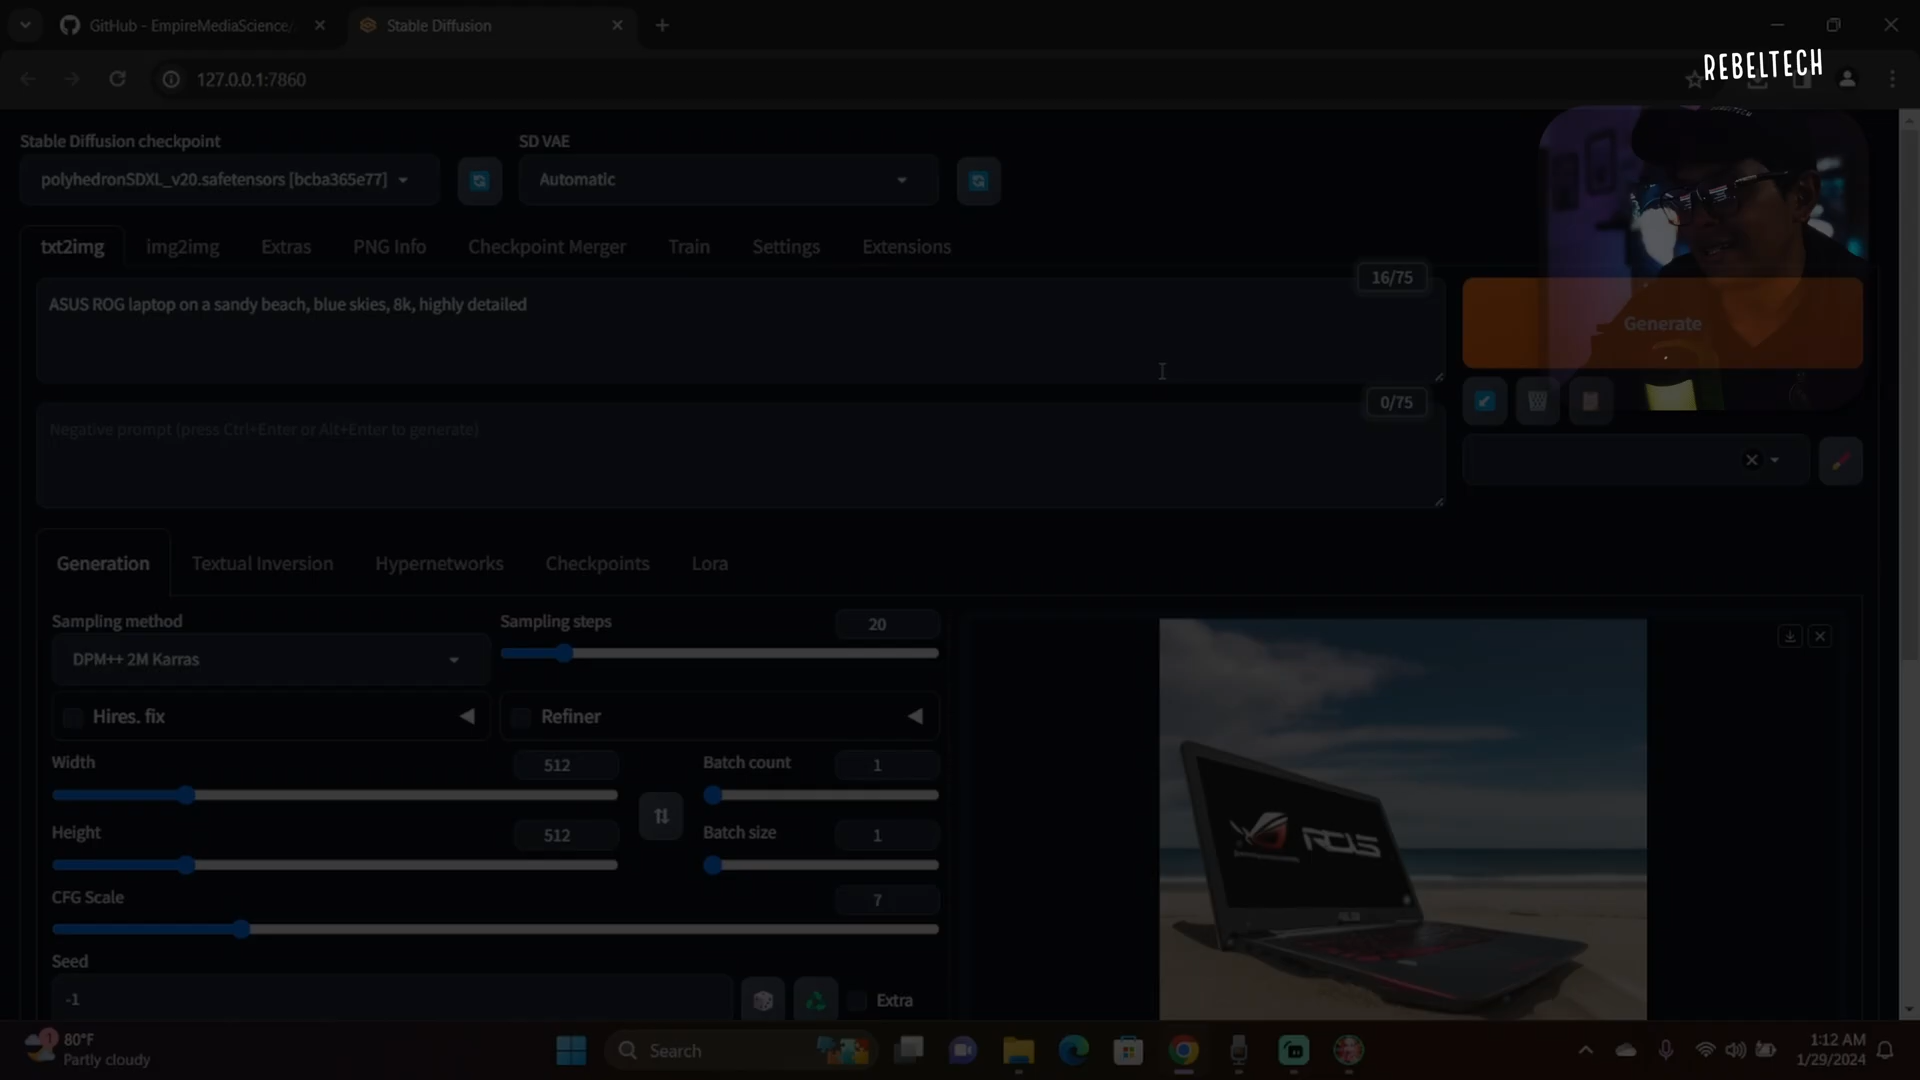 GitHub - EmpireMediaScience/
Stable Diffusion
127.0.0.1:7860
REBELTECH
Stable Diffusion checkpoint
SD VAE
polyhedronSDXL_v20.safetensors [bcba365e77]
Automatic
txt2img
img2img
Extras
PNG Info
Checkpoint Merger
Train
Settings
Extensions
16/75
ASUS ROG laptop on a sandy beach, blue skies, 8k, highly detailed
Generate
0/75
Negative prompt (press Ctrl+Enter or Alt+Enter to generate)
Generation
Textual Inversion
Hypernetworks
Checkpoints
Lora
Sampling method
Sampling steps
20
DPM++ 2M Karras
Hires. fix
Refiner
Width
512
Batch count
1
Height
512
Batch size
1
CFG Scale
7
Seed
-1
Extra
80°F
Partly cloudy
Search
1:12 AM
1/29/2024